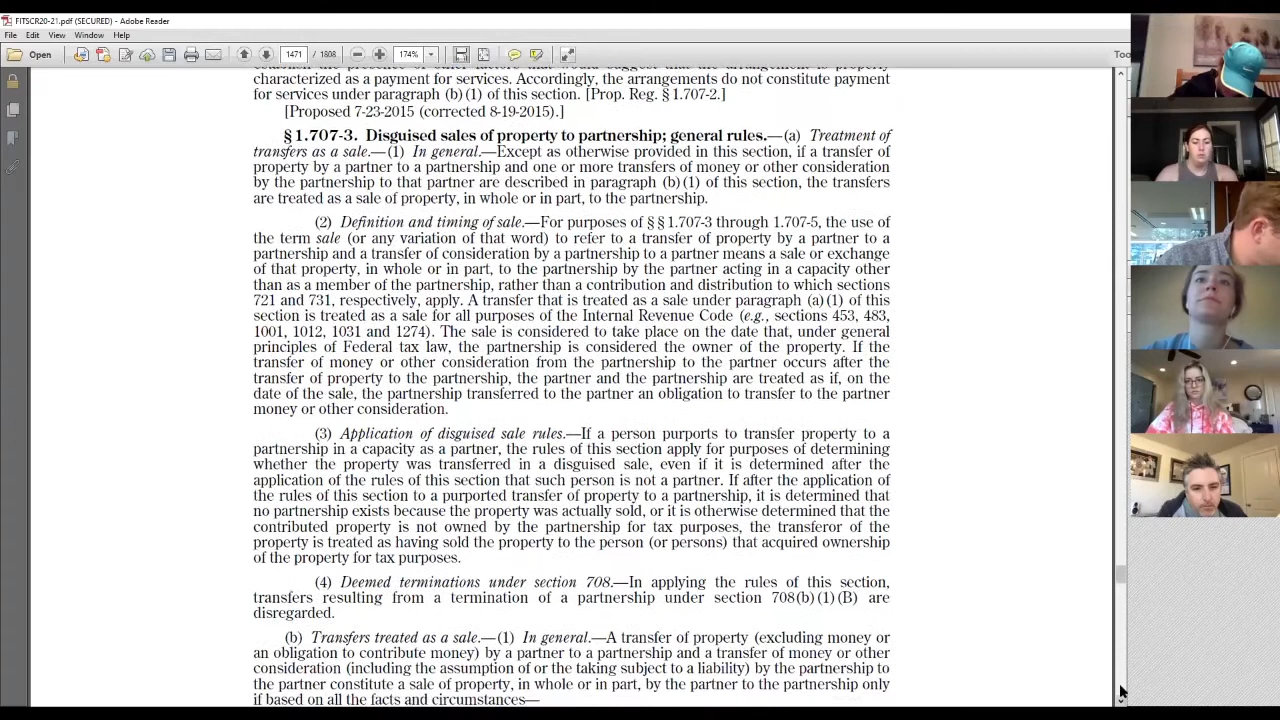 FITSCR20-21.pdf (SECURED) - Adobe Reader
File Edit View Window Help
Open 1471 / 1808 174% Too
characterized as a payment for services. Accordingly, the arrangements do not constitute payment
for services under paragraph (b)(1) of this section. [Prop. Reg. § 1.707-2.]
[Proposed 7-23-2015 (corrected 8-19-2015).]
§ 1.707-3. Disguised sales of property to partnership; general rules.—(a) Treatment of
transfers as a sale.—(1) In general.—Except as otherwise provided in this section, if a transfer of
property by a partner to a partnership and one or more transfers of money or other consideration
by the partnership to that partner are described in paragraph (b)(1) of this section, the transfers
are treated as a sale of property, in whole or in part, to the partnership.
(2) Definition and timing of sale.—For purposes of §§ 1.707-3 through 1.707-5, the use of
the term sale (or any variation of that word) to refer to a transfer of property by a partner to a
partnership and a transfer of consideration by a partnership to a partner means a sale or exchange
of that property, in whole or in part, to the partnership by the partner acting in a capacity other
than as a member of the partnership, rather than a contribution and distribution to which sections
721 and 731, respectively, apply. A transfer that is treated as a sale under paragraph (a)(1) of this
section is treated as a sale for all purposes of the Internal Revenue Code (e.g., sections 453, 483,
1001, 1012, 1031 and 1274). The sale is considered to take place on the date that, under general
principles of Federal tax law, the partnership is considered the owner of the property. If the
transfer of money or other consideration from the partnership to the partner occurs after the
transfer of property to the partnership, the partner and the partnership are treated as if, on the
date of the sale, the partnership transferred to the partner an obligation to transfer to the partner
money or other consideration.
(3) Application of disguised sale rules.—If a person purports to transfer property to a
partnership in a capacity as a partner, the rules of this section apply for purposes of determining
whether the property was transferred in a disguised sale, even if it is determined after the
application of the rules of this section that such person is not a partner. If after the application of
the rules of this section to a purported transfer of property to a partnership, it is determined that
no partnership exists because the property was actually sold, or it is otherwise determined that the
contributed property is not owned by the partnership for tax purposes, the transferor of the
property is treated as having sold the property to the person (or persons) that acquired ownership
of the property for tax purposes.
(4) Deemed terminations under section 708.—In applying the rules of this section,
transfers resulting from a termination of a partnership under section 708(b)(1)(B) are
disregarded.
(b) Transfers treated as a sale.—(1) In general.—A transfer of property (excluding money or
an obligation to contribute money) by a partner to a partnership and a transfer of money or other
consideration (including the assumption of or the taking subject to a liability) by the partnership to
the partner constitute a sale of property, in whole or in part, by the partner to the partnership only
if based on all the facts and circumstances—